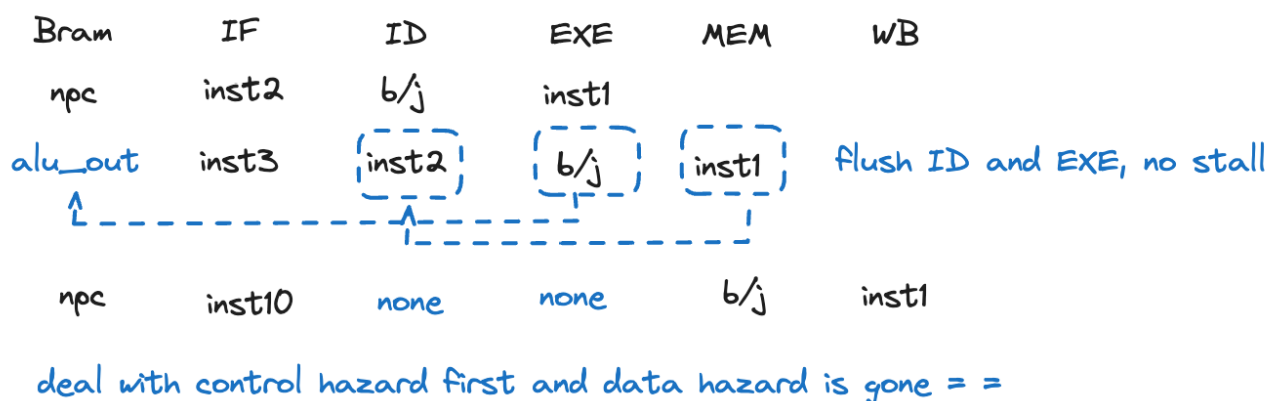 Bram IF ID EXE MEM WB
npc inst2 b/j inst1
alu_out inst3 inst2 b/j inst1 flush ID and EXE, no stall
npc inst10 none none b/j inst1
deal with control hazard first and data hazard is gone = =